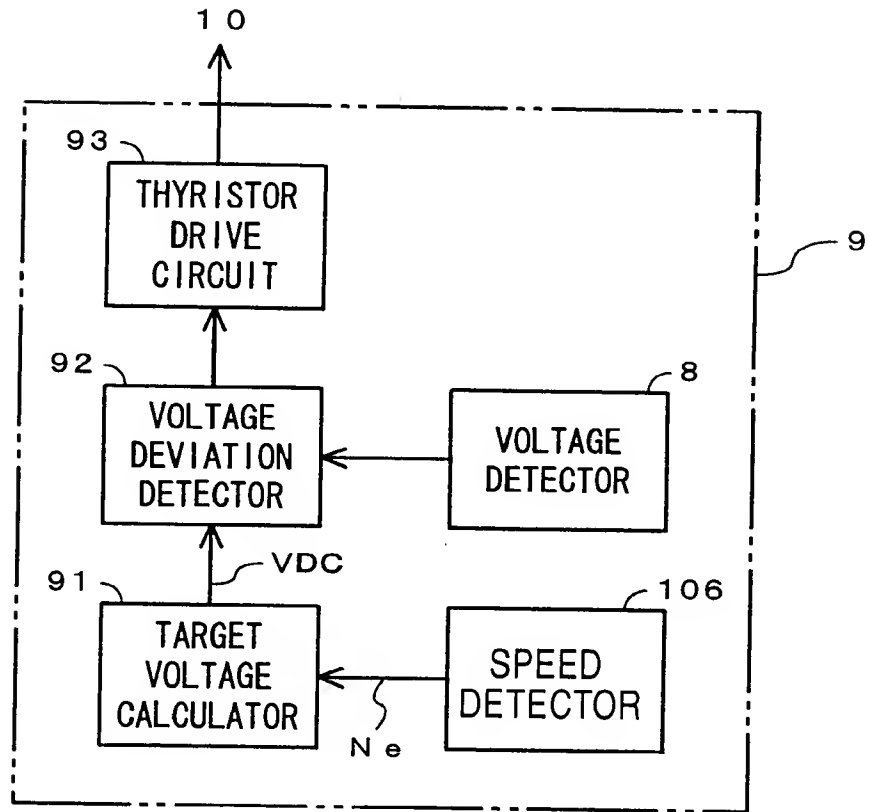 10
93
THYRISTOR
DRIVE
CIRCUIT
9
92
VOLTAGE
DEVIATION
DETECTOR
8
VOLTAGE
DETECTOR
VDC
91
TARGET
VOLTAGE
CALCULATOR
106
SPEED
DETECTOR
Ne